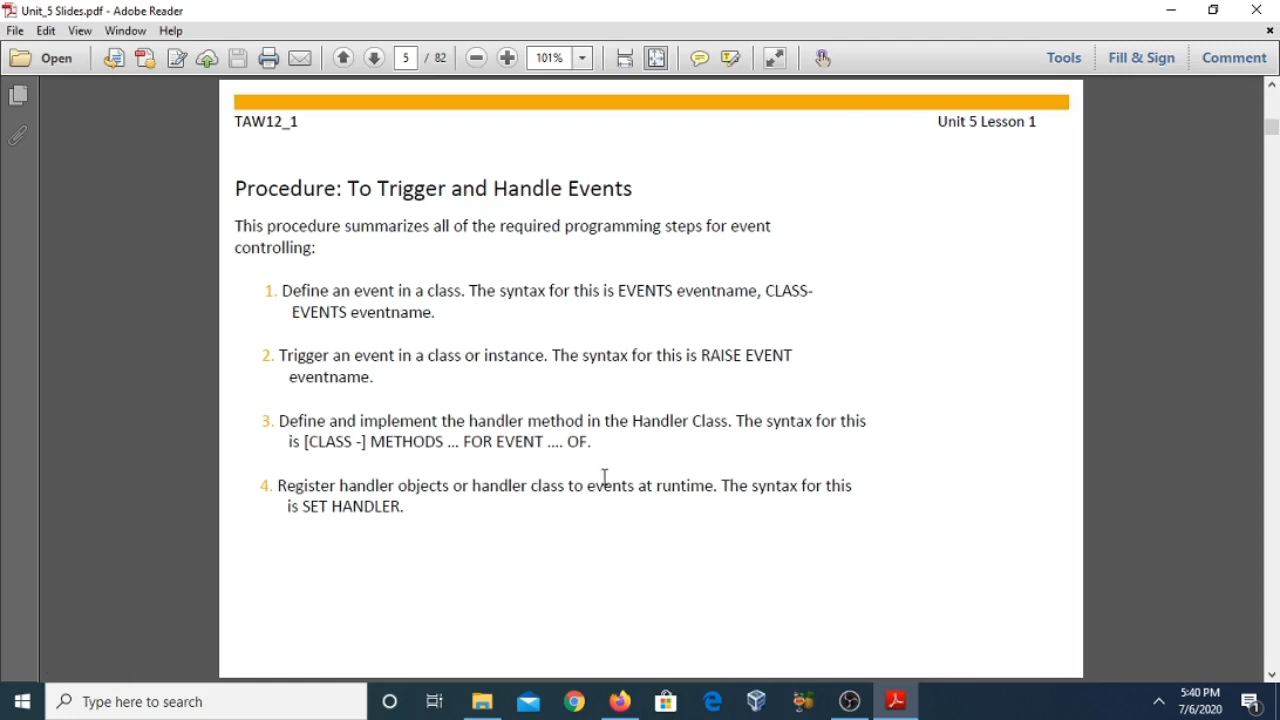 Unit_5 Slides.pdf - Adobe Reader
File Edit View Window Help
Open 5 / 82 101% Tools Fill & Sign Comment
TAW12_1 Unit 5 Lesson 1
Procedure: To Trigger and Handle Events
This procedure summarizes all of the required programming steps for event
controlling:
1. Define an event in a class. The syntax for this is EVENTS eventname, CLASS-
EVENTS eventname.
2. Trigger an event in a class or instance. The syntax for this is RAISE EVENT
eventname.
3. Define and implement the handler method in the Handler Class. The syntax for this
is [CLASS -] METHODS ... FOR EVENT .... OF.
4. Register handler objects or handler class to events at runtime. The syntax for this
is SET HANDLER.
Type here to search
5:40 PM
7/6/2020
1